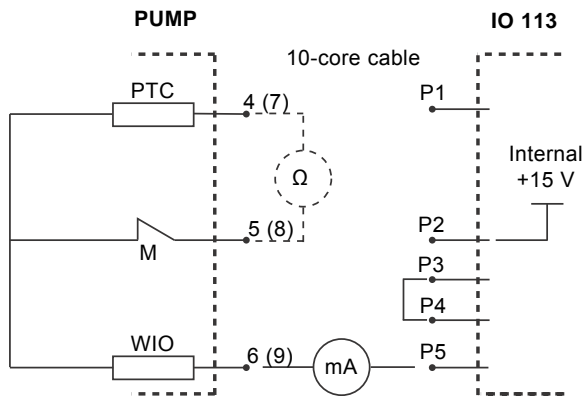 PUMP
IO 113
10-core cable
PTC
4 (7)
P1
Ω
Internal
+15 V
5 (8)
P2
M
P3
P4
WIO
6 (9)
mA
P5